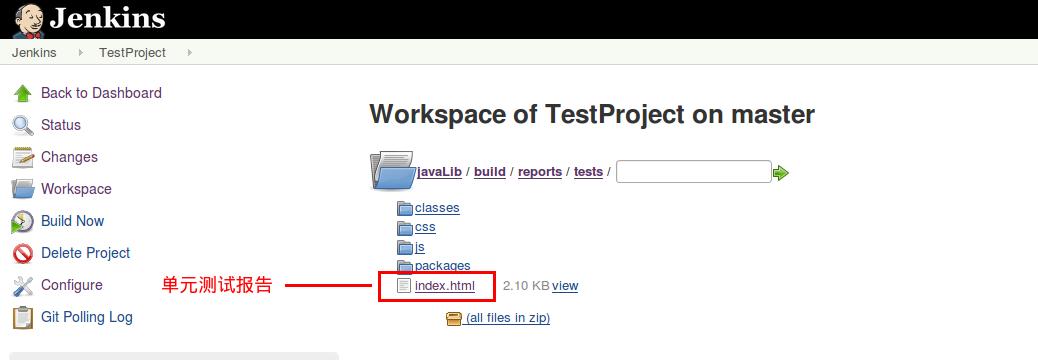 Jenkins
Jenkins TestProject
Back to Dashboard
Status
Changes
Workspace
Build Now
Delete Project
Configure
Git Polling Log
Workspace of TestProject on master
javaLib / build / reports / tests /
classes
css
js
packages
单元测试报告
index.html 2.10 KB view
(all files in zip)